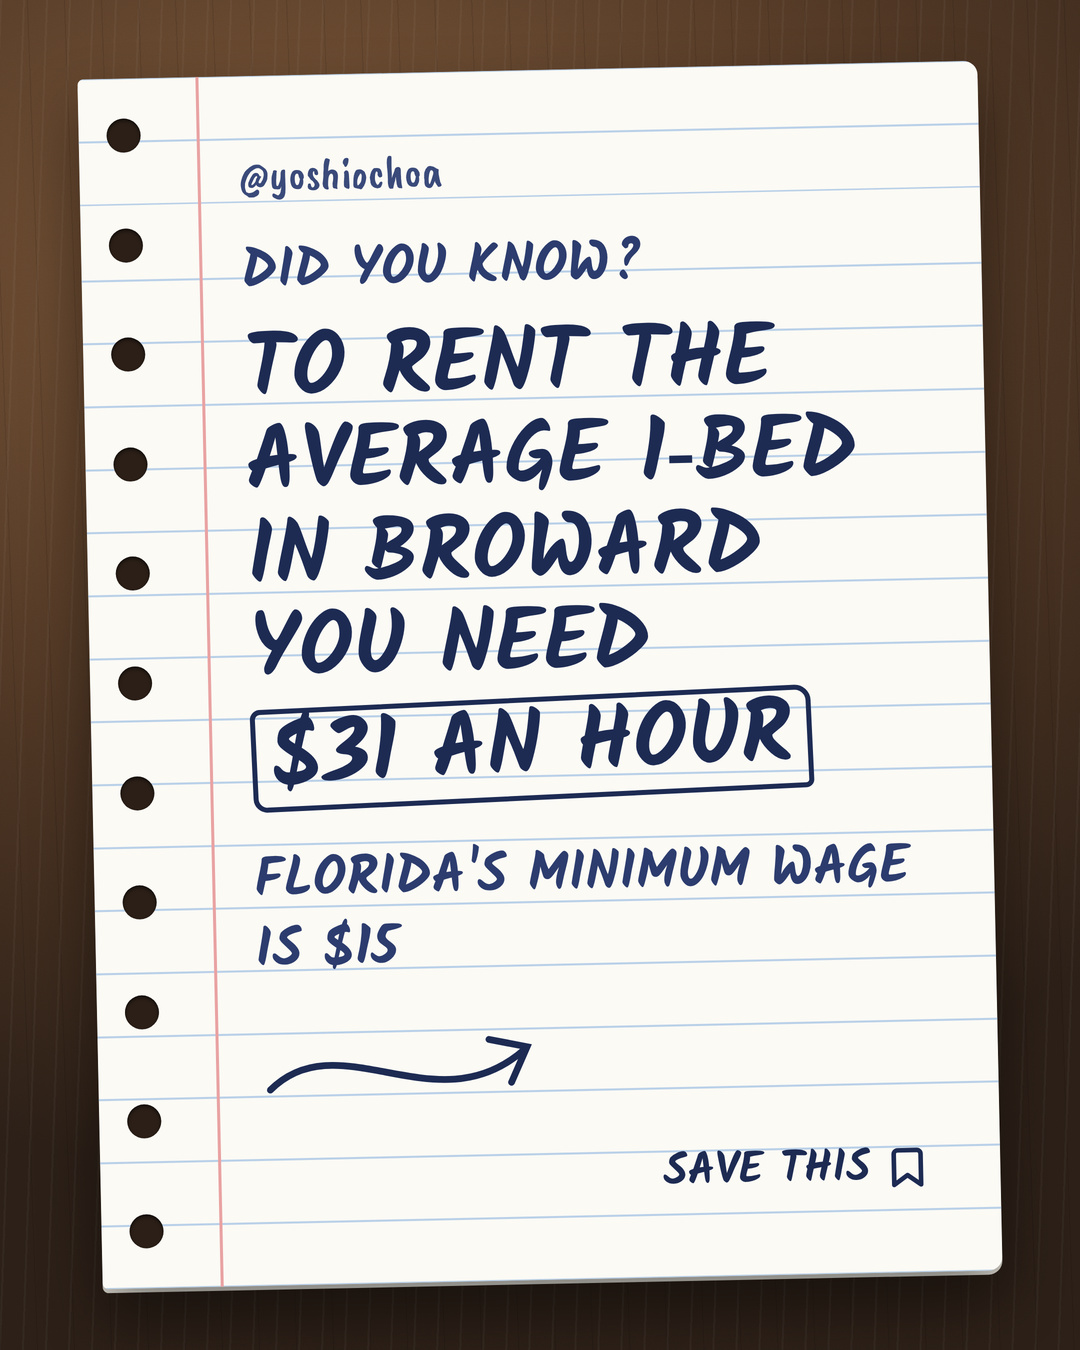 @yoshiochoa
DID YOU KNOW?
TO RENT THE
AVERAGE 1-BED
IN BROWARD
YOU NEED
$31 AN HOUR
FLORIDA'S MINIMUM WAGE
IS $15
SAVE THIS